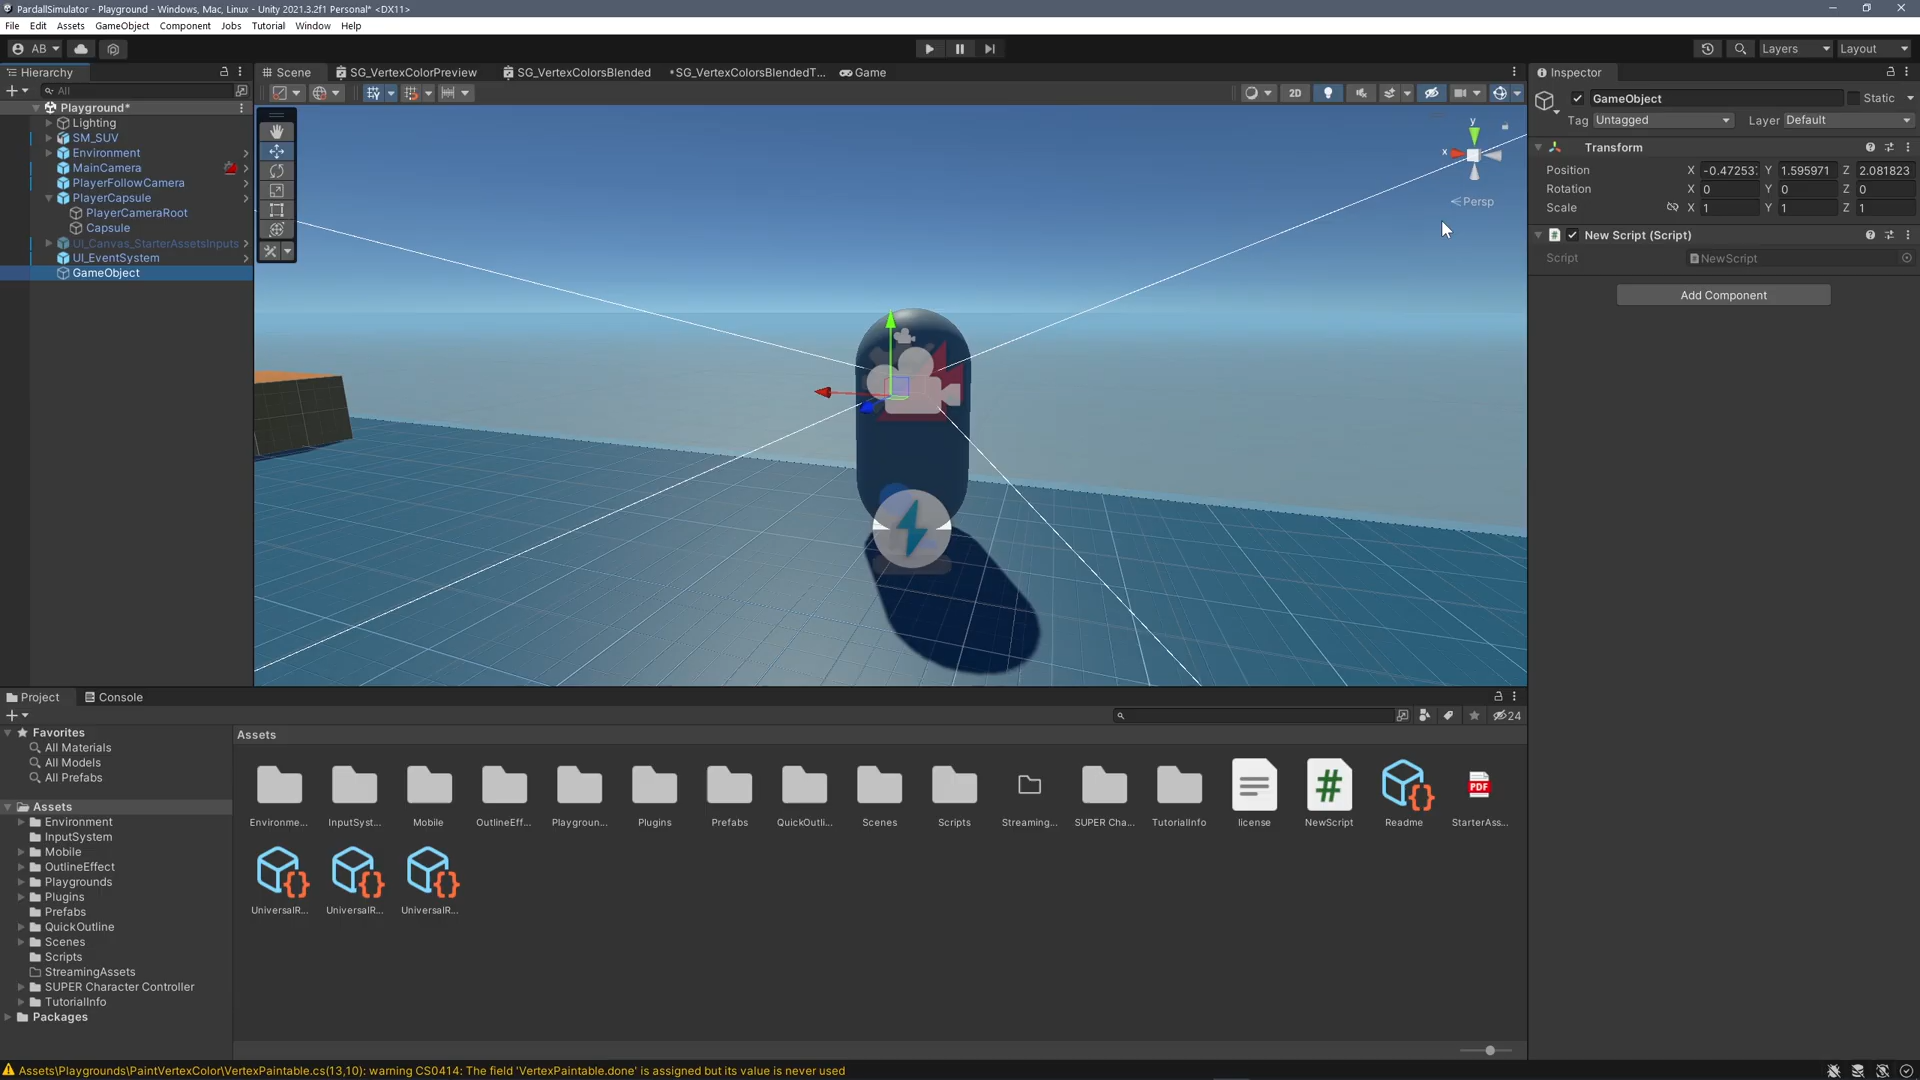 PardallSimulator - Playground - Windows, Mac, Linux - Unity 2021.3.2f1 Personal* <DX11>
File Edit Assets GameObject Component Jobs Tutorial Window Help
AB
Layers Layout
Hierarchy
All
Playground*
Lighting
SM_SUV
Environment
MainCamera
PlayerFollowCamera
PlayerCapsule
PlayerCameraRoot
Capsule
UI_Canvas_StarterAssetsInputs
UI_EventSystem
GameObject
Scene SG_VertexColorPreview SG_VertexColorsBlended *SG_VertexColorsBlendedT... Game
2D
y
x
Persp
Inspector
GameObject Static
Tag Untagged Layer Default
Transform
Position X -0.47253 Y 1.595971 Z 2.081823
Rotation X 0 Y 0 Z 0
Scale X 1 Y 1 Z 1
New Script (Script)
Script NewScript
Add Component
Project Console
24
Favorites
All Materials
All Models
All Prefabs
Assets
Environment
InputSystem
Mobile
OutlineEffect
Playgrounds
Plugins
Prefabs
QuickOutline
Scenes
Scripts
StreamingAssets
SUPER Character Controller
TutorialInfo
Packages
Assets
PDF
Environme... InputSyst... Mobile OutlineEff... Playgroun... Plugins Prefabs QuickOutli... Scenes Scripts Streaming... SUPER Cha... TutorialInfo license NewScript Readme StarterAss...
UniversalR... UniversalR... UniversalR...
Assets\Playgrounds\PaintVertexColor\VertexPaintable.cs(13,10): warning CS0414: The field 'VertexPaintable.done' is assigned but its value is never used